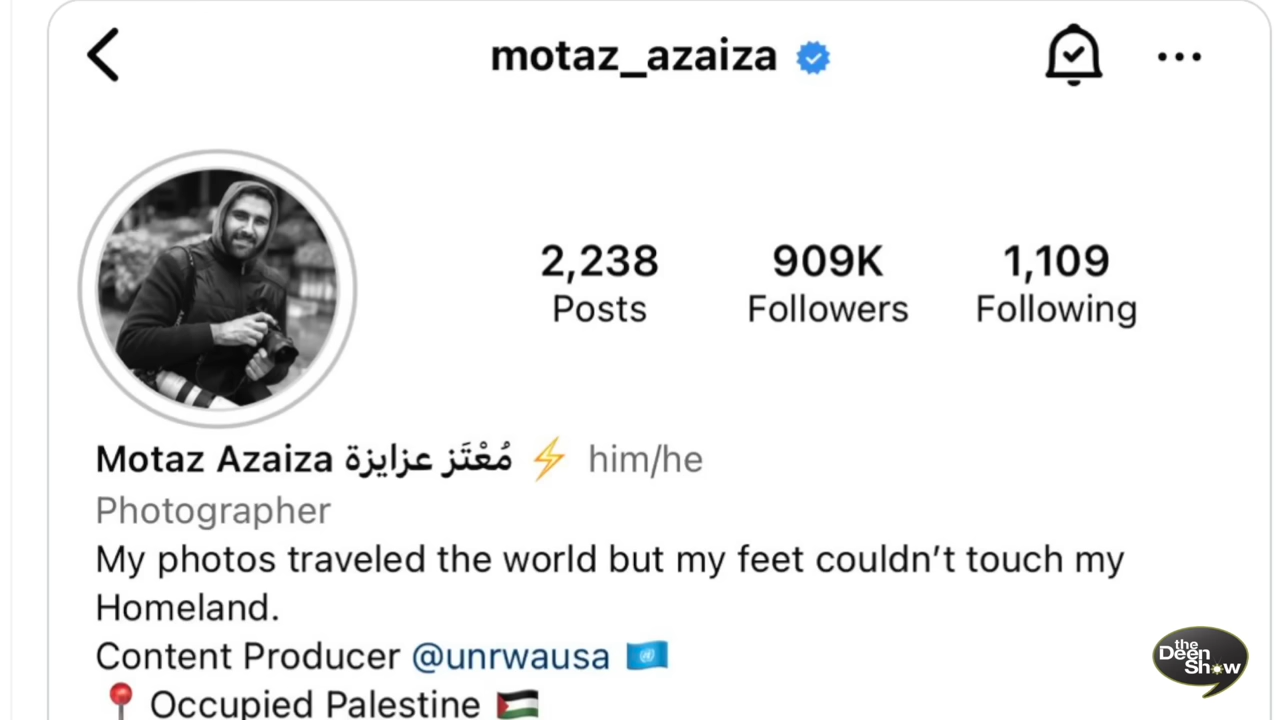 motaz_azaiza
2,238 909K 1,109
Posts Followers Following
Motaz Azaiza مُعْتَز عزايزة ⚡ him/he
Photographer
My photos traveled the world but my feet couldn’t touch my
Homeland.
Content Producer @unrwausa 🇺🇳
📍 Occupied Palestine 🇵🇸
the
Deen
Show